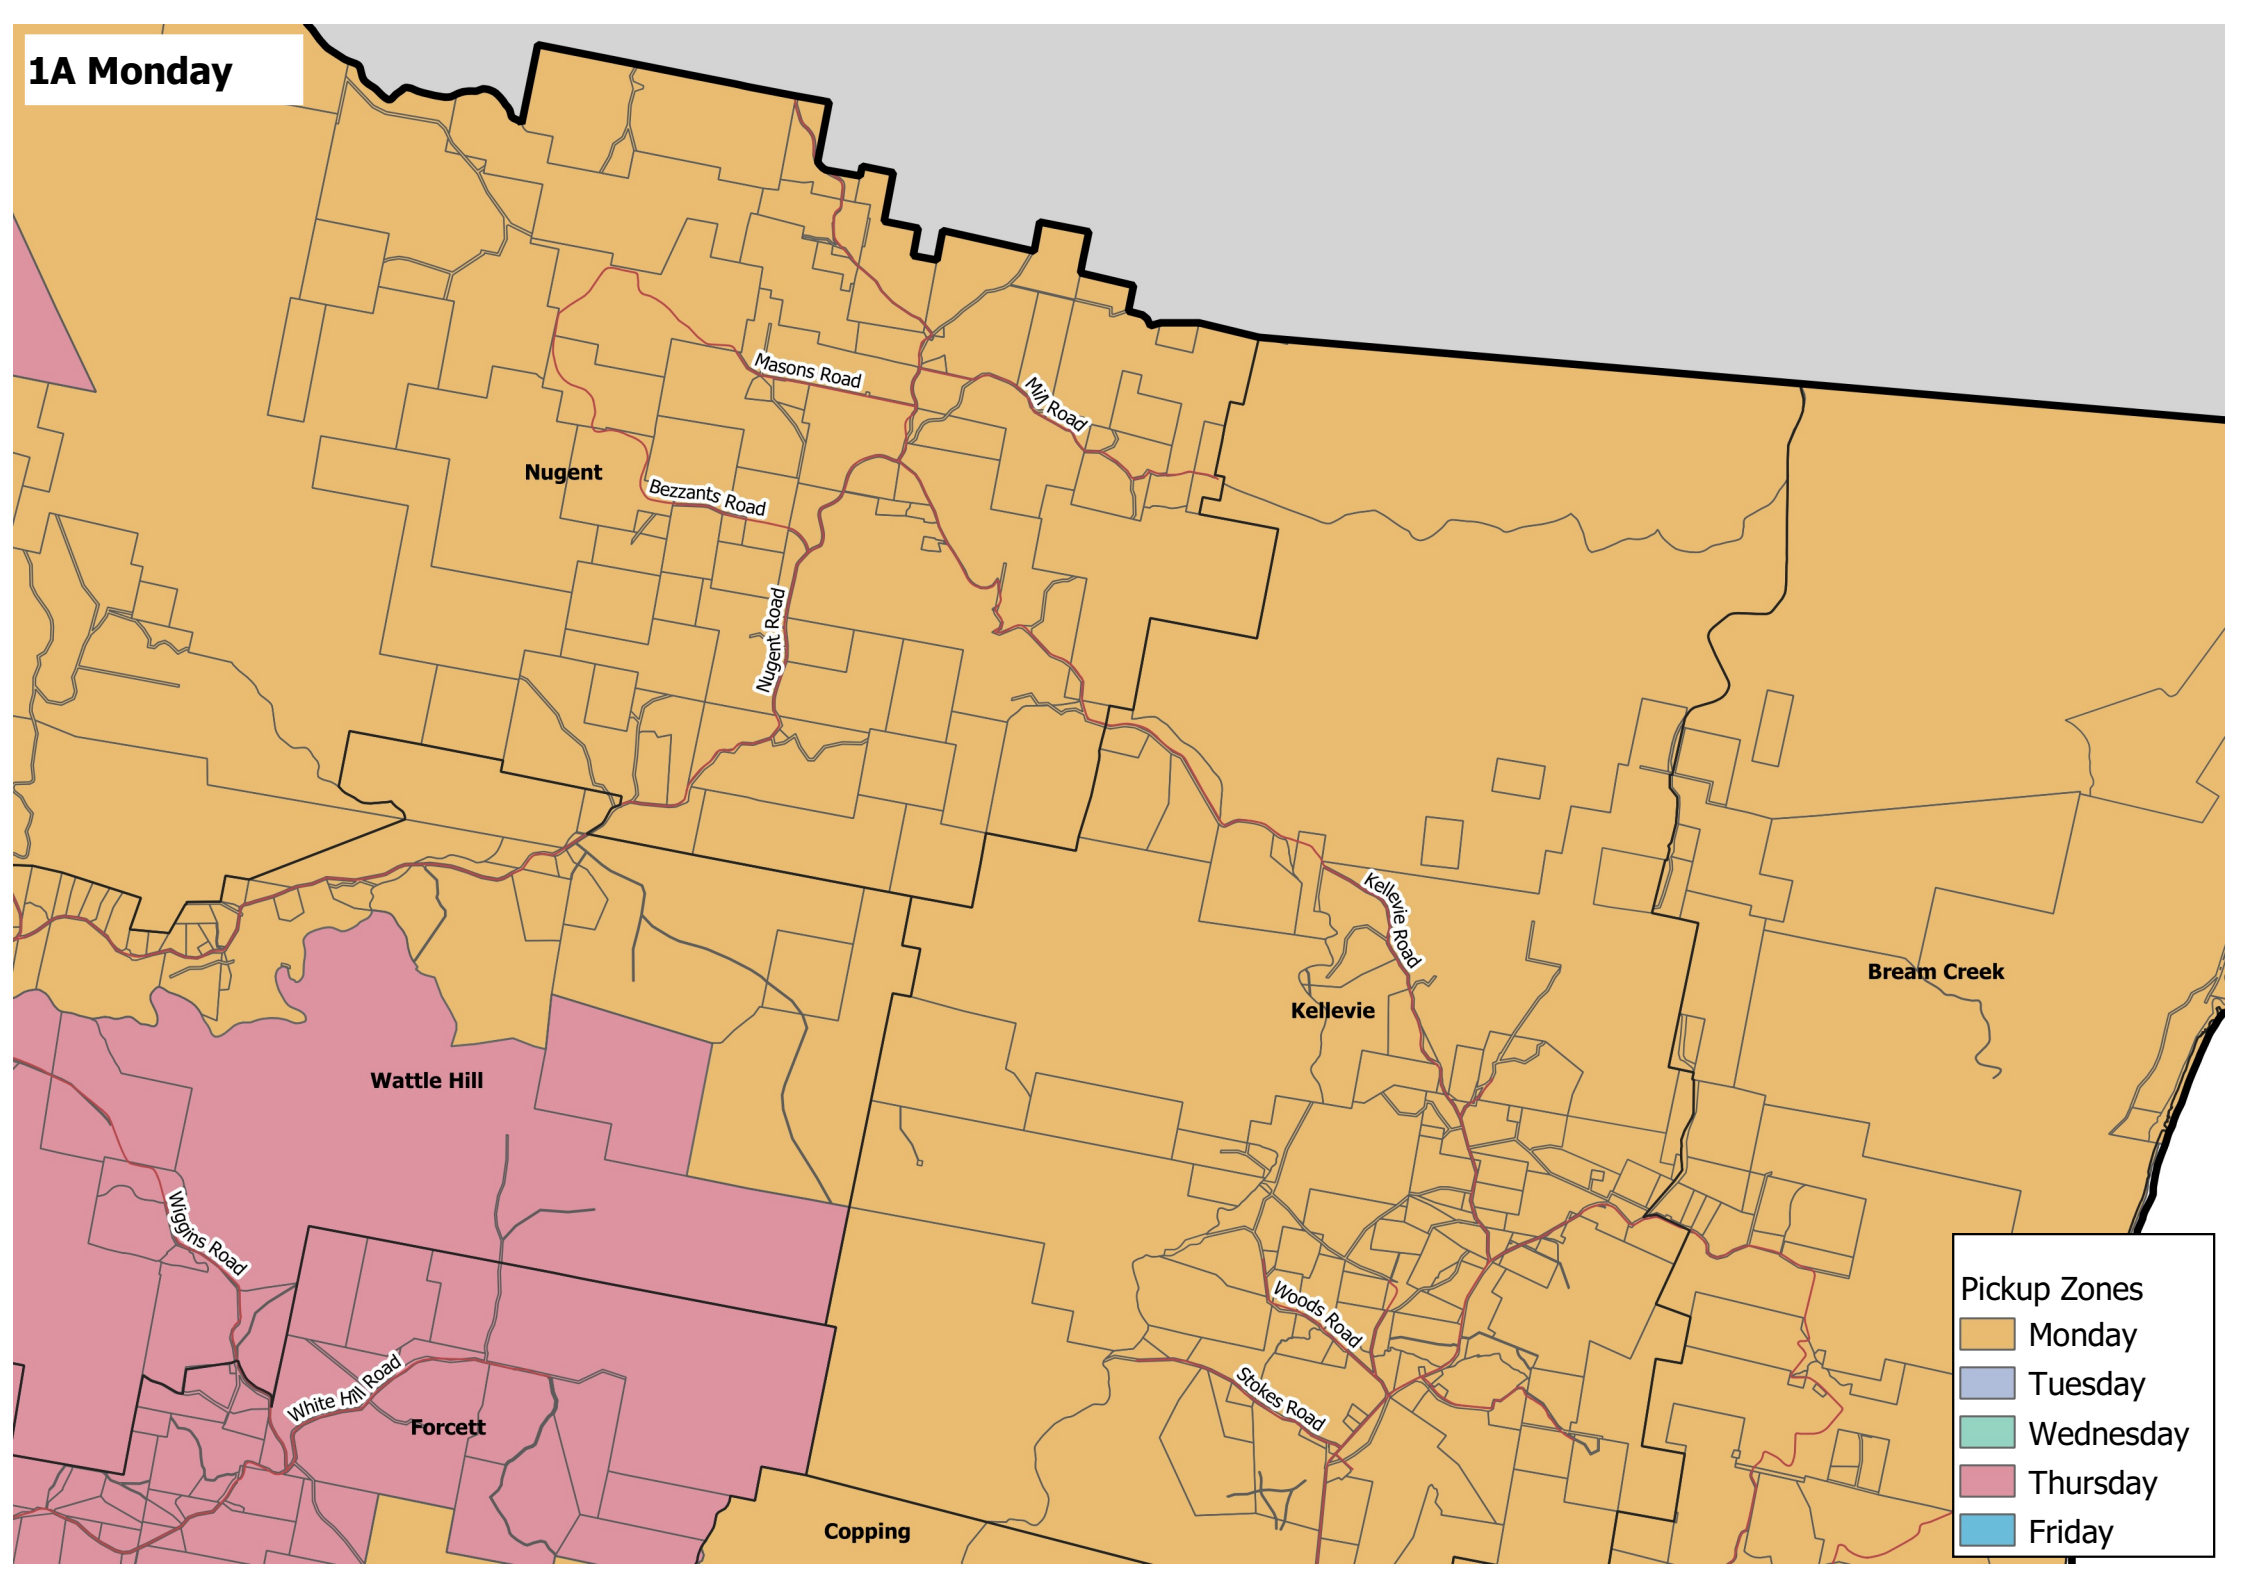 1A Monday
Masons Road
Mill Road
Nugent
Bezzants Road
Nugent Road
Kellevie Road
Bream Creek
Kellevie
Wattle Hill
Wiggins Road
Woods Road
White Hill Road
Stokes Road
Forcett
Copping
Pickup Zones
Monday
Tuesday
Wednesday
Thursday
Friday